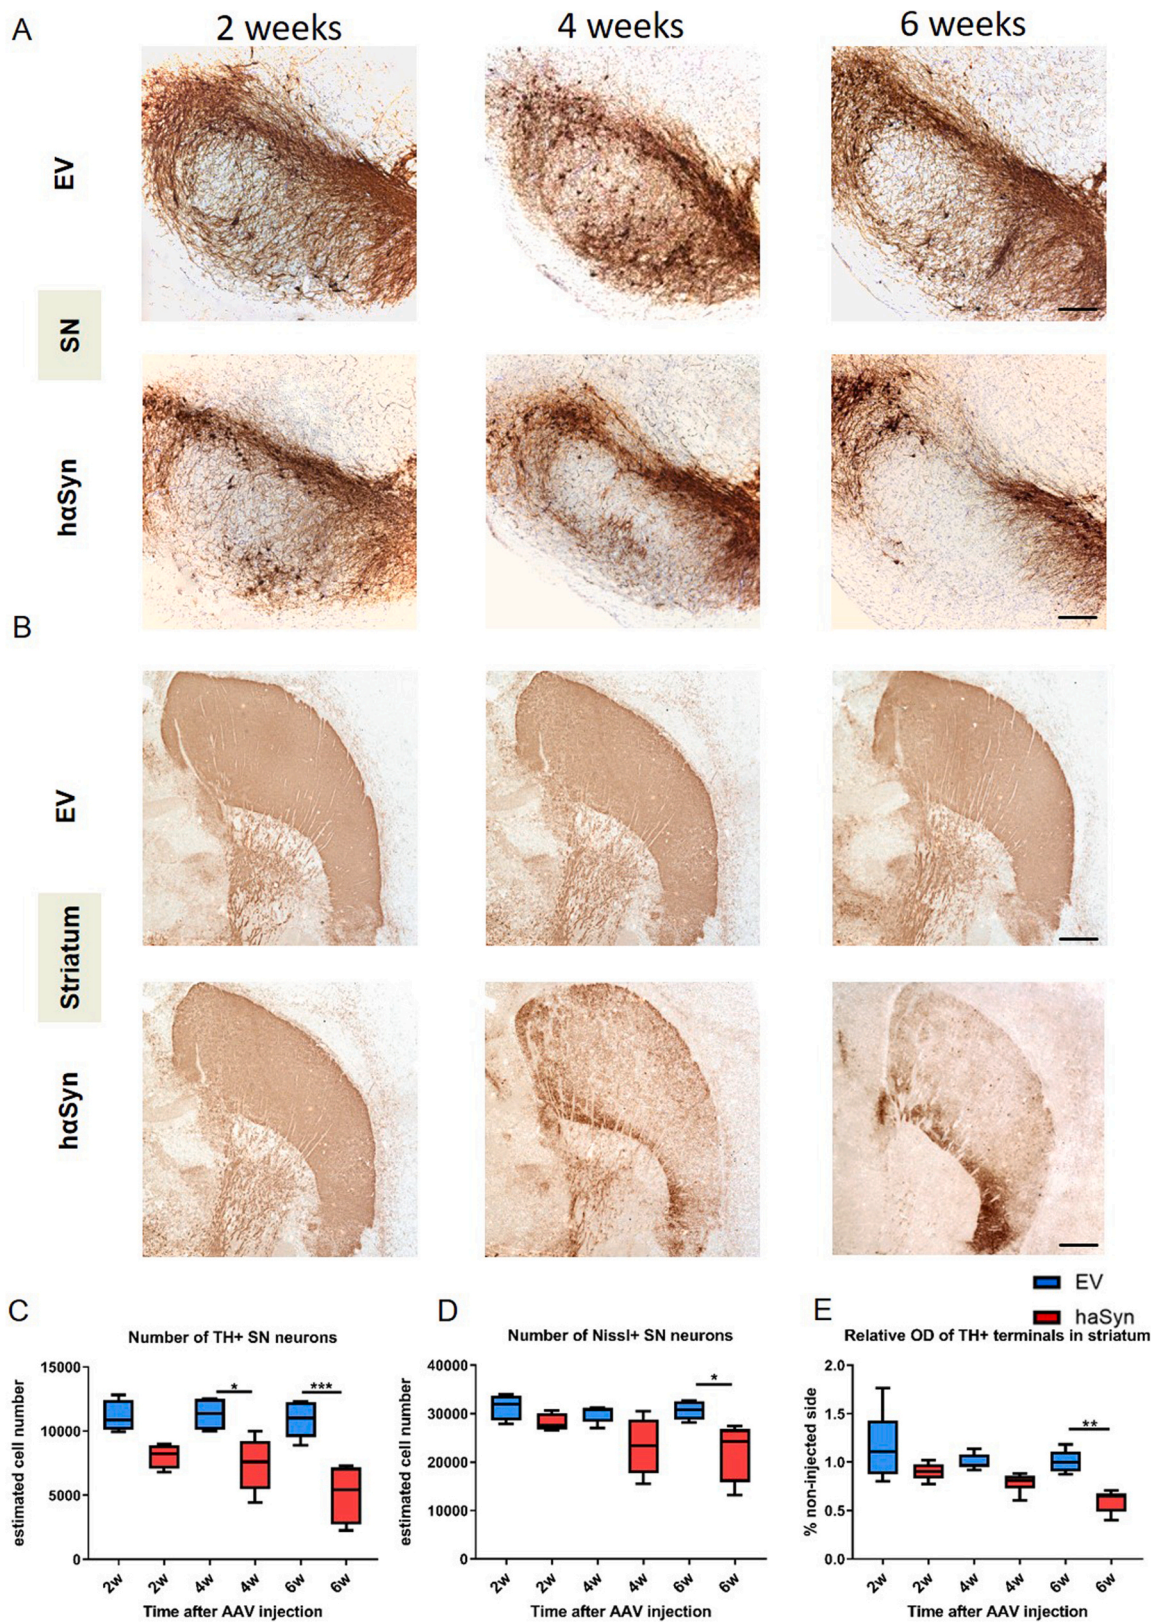 A
2 weeks
4 weeks
6 weeks
EV
SN
hαSyn
B
EV
Striatum
hαSyn
EV
haSyn
C
Number of TH+ SN neurons
estimated cell number
15000
10000
5000
0
*
***
2w
2w
4w
4w
6w
6w
Time after AAV injection
D
Number of Nissl+ SN neurons
estimated cell number
40000
30000
20000
10000
0
*
2w
2w
4w
4w
6w
6w
Time after AAV injection
E
Relative OD of TH+ terminals in striatum
% non-injected side
2.0
1.5
1.0
0.5
0.0
**
2w
2w
4w
4w
6w
6w
Time after AAV injection